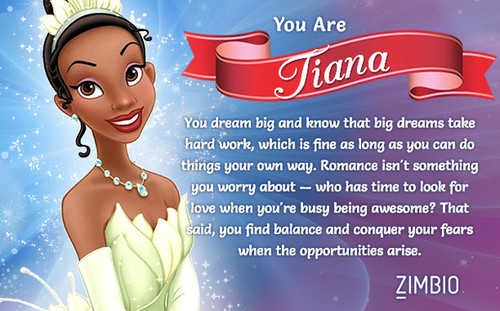 You Are
Tiana
You dream big and know that big dreams take
hard work, which is fine as long as you can do
things your own way. Romance isn't something
you worry about — who has time to look for
love when you're busy being awesome? That
said, you find balance and conquer your fears
when the opportunities arise.
ZIMBIO